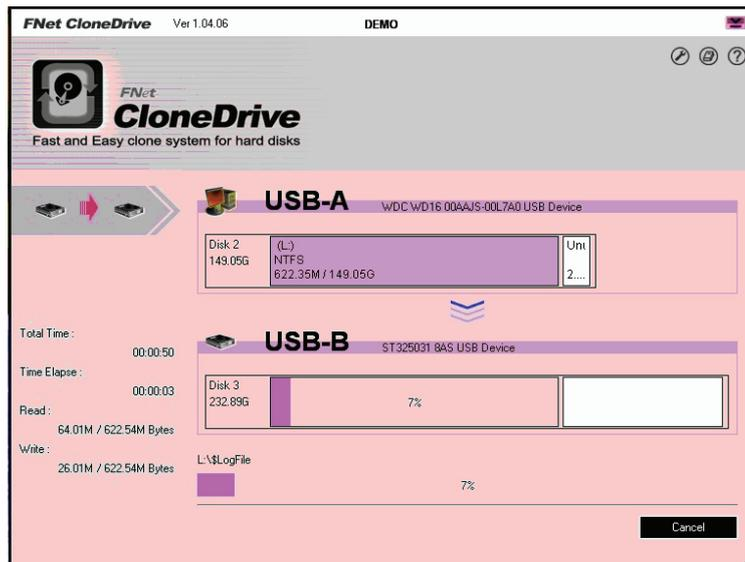 FNet CloneDrive Ver 1.04.06 DEMO
FNet
CloneDrive
Fast and Easy clone system for hard disks
USB-A WDC WD16 00AAJS-00L7A0 USB Device
Disk 2
149.05G
(L:)
NTFS
622.35M / 149.05G
Unu
2....
USB-B ST325031 8AS USB Device
Disk 3
232.89G
7%
Total Time :
00:00:50
Time Elapse :
00:00:03
Read :
64.01M / 622.54M Bytes
Write :
26.01M / 622.54M Bytes
L:\$LogFile
7%
Cancel